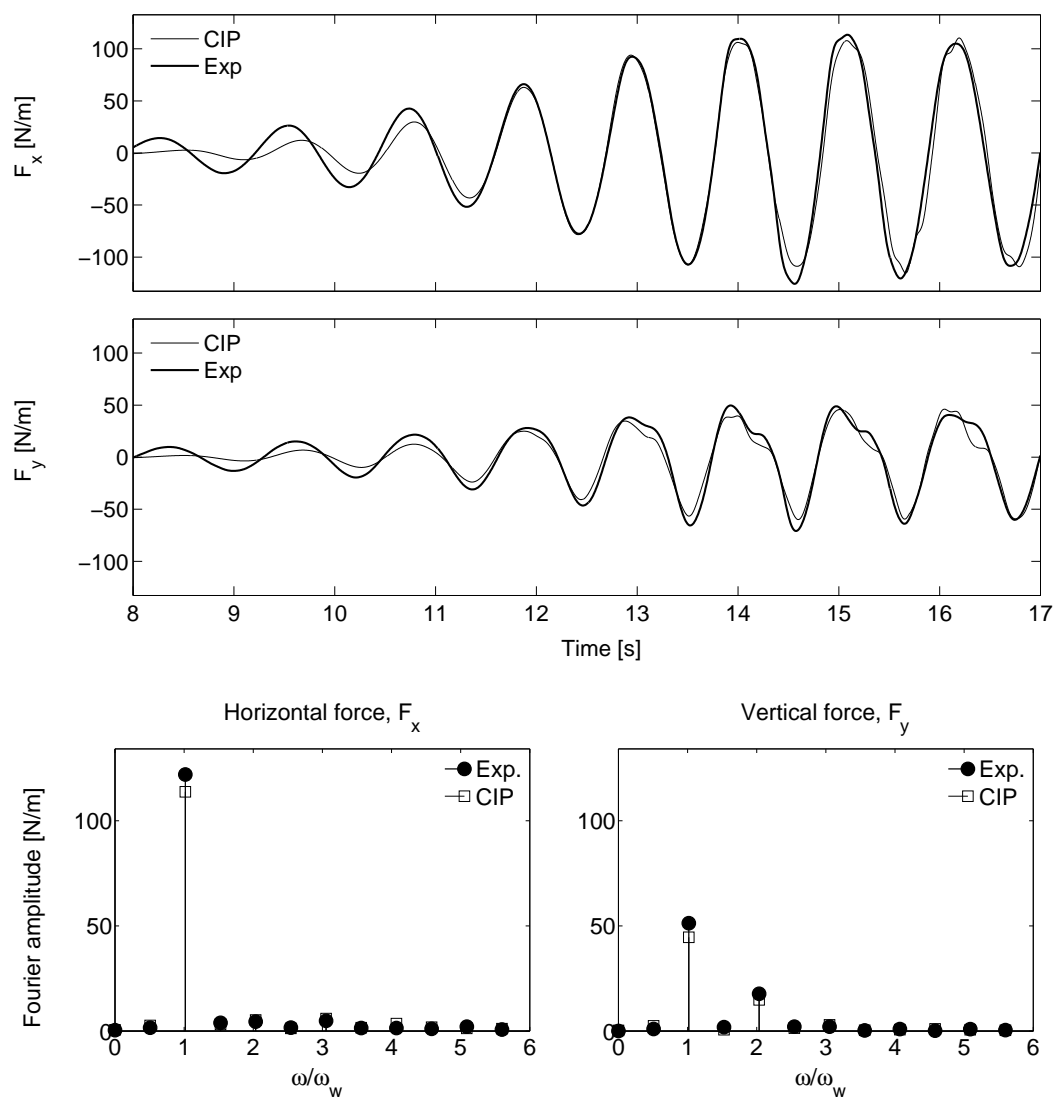 CIP
Exp
F_x [N/m]
100
50
0
−50
−100
CIP
Exp
F_y [N/m]
100
50
0
−50
−100
8 9 10 11 12 13 14 15 16 17
Time [s]
Horizontal force, F_x
Exp.
CIP
Fourier amplitude [N/m]
100
50
0
0 1 2 3 4 5 6
ω/ω_w
Vertical force, F_y
Exp.
CIP
100
50
0
0 1 2 3 4 5 6
ω/ω_w